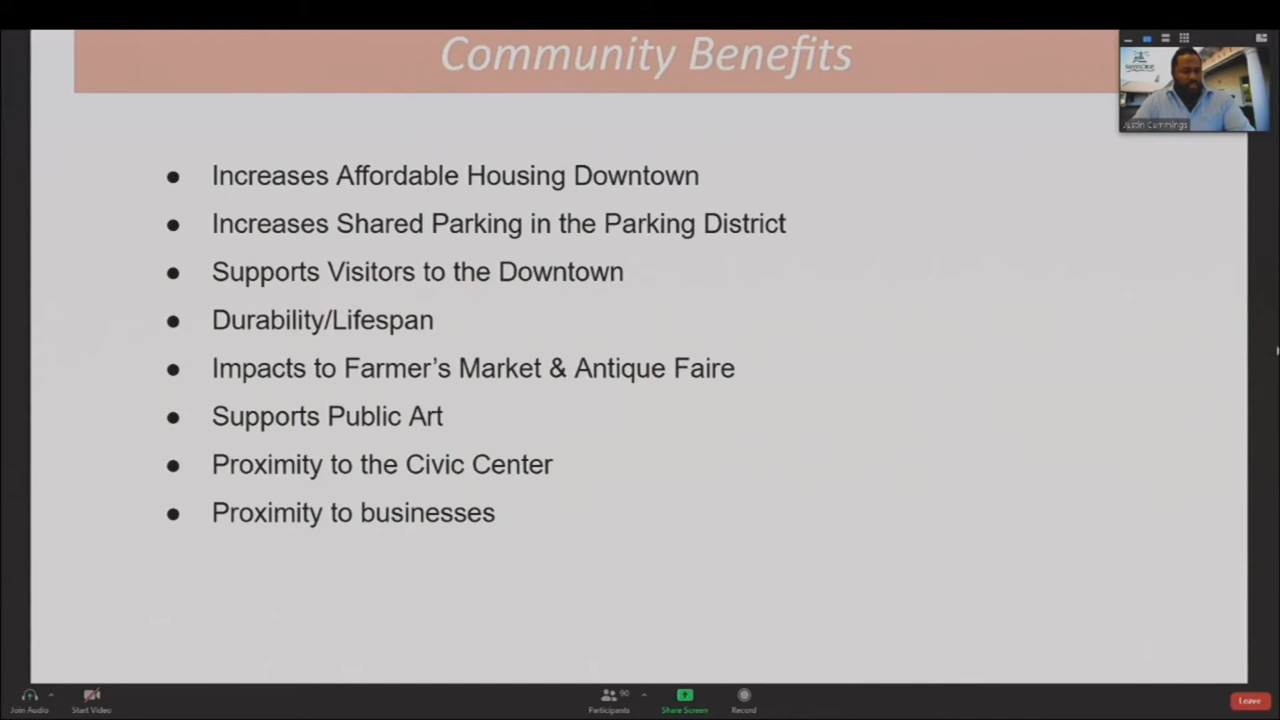 Community Benefits
Justin Cummings
● Increases Affordable Housing Downtown
● Increases Shared Parking in the Parking District
● Supports Visitors to the Downtown
● Durability/Lifespan
● Impacts to Farmer's Market & Antique Faire
● Supports Public Art
● Proximity to the Civic Center
● Proximity to businesses
Join Audio
Start Video
90
Participants
Share Screen
Record
Leave